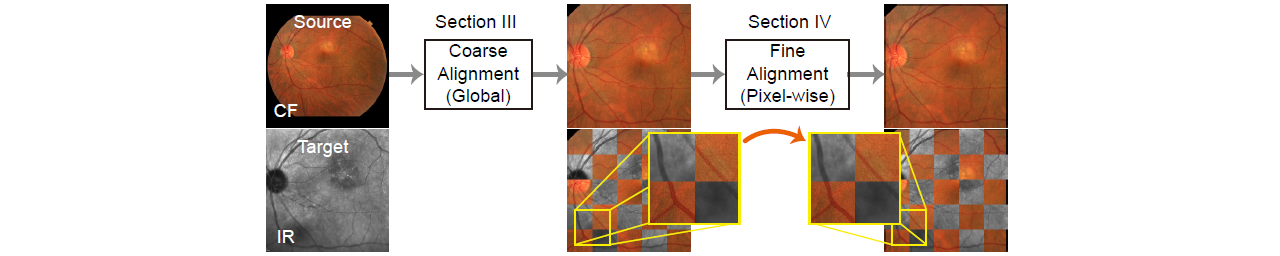 Source
CF
Section III
Coarse
Alignment
(Global)
Section IV
Fine
Alignment
(Pixel-wise)
Target
IR